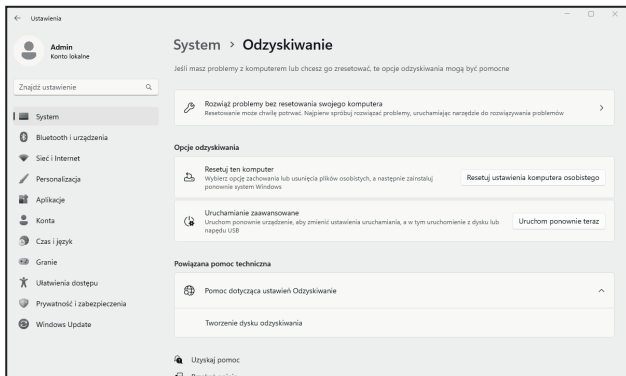 Ustawienia
Admin
Konto lokalne
Znajdź ustawienie
System
Bluetooth i urządzenia
Sieć i Internet
Personalizacja
Aplikacje
Konta
Czas i język
Granie
Ułatwienia dostępu
Prywatność i zabezpieczenia
Windows Update
System > Odzyskiwanie
Jeśli masz problemy z komputerem lub chcesz go zresetować, te opcje odzyskiwania mogą być pomocne
Rozwiąż problemy bez resetowania swojego komputera
Resetowanie może chwilę potrwać. Najpierw spróbuj rozwiązać problemy, uruchamiając narzędzie do rozwiązywania problemów
Opcje odzyskiwania
Resetuj ten komputer
Wybierz opcję zachowania lub usunięcia plików osobistych, a następnie zainstaluj
ponownie system Windows
Resetuj ustawienia komputera osobistego
Uruchamianie zaawansowane
Uruchom ponownie urządzenie, aby zmienić ustawienia uruchamiania, a w tym uruchomienie z dysku lub
napędu USB
Uruchom ponownie teraz
Powiązana pomoc techniczna
Pomoc dotycząca ustawień Odzyskiwanie
Tworzenie dysku odzyskiwania
Uzyskaj pomoc